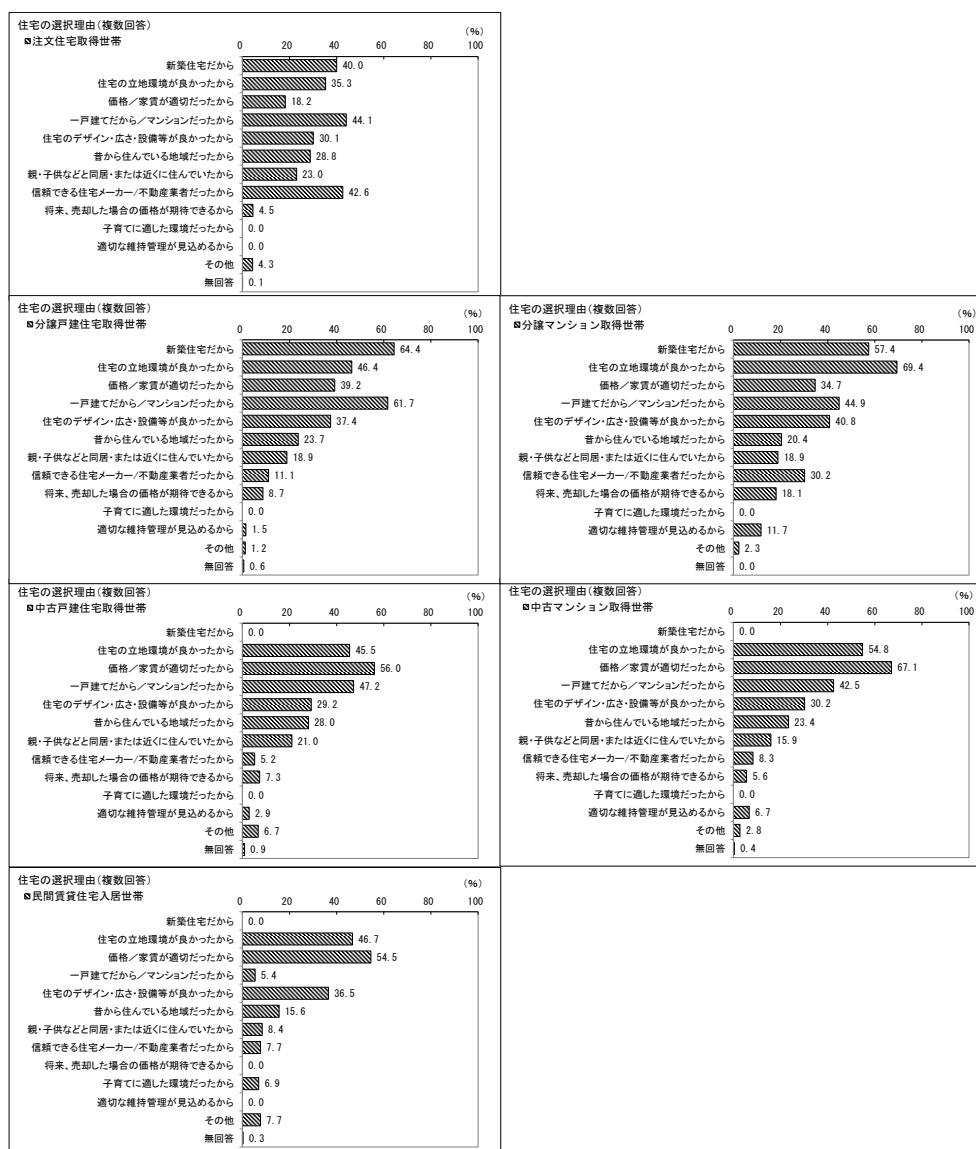 住宅の選択理由(複数回答)
注文住宅取得世帯
(%)
0 20 40 60 80 100
新築住宅だから 40.0
住宅の立地環境が良かったから 35.3
価格/家賃が適切だったから 18.2
一戸建てだから/マンションだったから 44.1
住宅のデザイン・広さ・設備等が良かったから 30.1
昔から住んでいる地域だったから 28.8
親・子供などと同居・または近くに住んでいたから 23.0
信頼できる住宅メーカー/不動産業者だったから 42.6
将来、売却した場合の価格が期待できるから 4.5
子育てに適した環境だったから 0.0
適切な維持管理が見込めるから 0.0
その他 4.3
無回答 0.1
住宅の選択理由(複数回答)
分譲戸建住宅取得世帯
(%)
0 20 40 60 80 100
新築住宅だから 64.4
住宅の立地環境が良かったから 46.4
価格/家賃が適切だったから 39.2
一戸建てだから/マンションだったから 61.7
住宅のデザイン・広さ・設備等が良かったから 37.4
昔から住んでいる地域だったから 23.7
親・子供などと同居・または近くに住んでいたから 18.9
信頼できる住宅メーカー/不動産業者だったから 11.1
将来、売却した場合の価格が期待できるから 8.7
子育てに適した環境だったから 0.0
適切な維持管理が見込めるから 1.5
その他 1.2
無回答 0.6
住宅の選択理由(複数回答)
分譲マンション取得世帯
(%)
0 20 40 60 80 100
新築住宅だから 57.4
住宅の立地環境が良かったから 69.4
価格/家賃が適切だったから 34.7
一戸建てだから/マンションだったから 44.9
住宅のデザイン・広さ・設備等が良かったから 40.8
昔から住んでいる地域だったから 20.4
親・子供などと同居・または近くに住んでいたから 18.9
信頼できる住宅メーカー/不動産業者だったから 30.2
将来、売却した場合の価格が期待できるから 18.1
子育てに適した環境だったから 0.0
適切な維持管理が見込めるから 11.7
その他 2.3
無回答 0.0
住宅の選択理由(複数回答)
中古戸建住宅取得世帯
(%)
0 20 40 60 80 100
新築住宅だから 0.0
住宅の立地環境が良かったから 45.5
価格/家賃が適切だったから 56.0
一戸建てだから/マンションだったから 47.2
住宅のデザイン・広さ・設備等が良かったから 29.2
昔から住んでいる地域だったから 28.0
親・子供などと同居・または近くに住んでいたから 21.0
信頼できる住宅メーカー/不動産業者だったから 5.2
将来、売却した場合の価格が期待できるから 7.3
子育てに適した環境だったから 0.0
適切な維持管理が見込めるから 2.9
その他 6.7
無回答 0.9
住宅の選択理由(複数回答)
中古マンション取得世帯
(%)
0 20 40 60 80 100
新築住宅だから 0.0
住宅の立地環境が良かったから 54.8
価格/家賃が適切だったから 67.1
一戸建てだから/マンションだったから 42.5
住宅のデザイン・広さ・設備等が良かったから 30.2
昔から住んでいる地域だったから 23.4
親・子供などと同居・または近くに住んでいたから 15.9
信頼できる住宅メーカー/不動産業者だったから 8.3
将来、売却した場合の価格が期待できるから 5.6
子育てに適した環境だったから 0.0
適切な維持管理が見込めるから 6.7
その他 2.8
無回答 0.4
住宅の選択理由(複数回答)
民間賃貸住宅入居世帯
(%)
0 20 40 60 80 100
新築住宅だから 0.0
住宅の立地環境が良かったから 46.7
価格/家賃が適切だったから 54.5
一戸建てだから/マンションだったから 5.4
住宅のデザイン・広さ・設備等が良かったから 36.5
昔から住んでいる地域だったから 15.6
親・子供などと同居・または近くに住んでいたから 8.4
信頼できる住宅メーカー/不動産業者だったから 7.7
将来、売却した場合の価格が期待できるから 0.0
子育てに適した環境だったから 6.9
適切な維持管理が見込めるから 0.0
その他 7.7
無回答 0.3